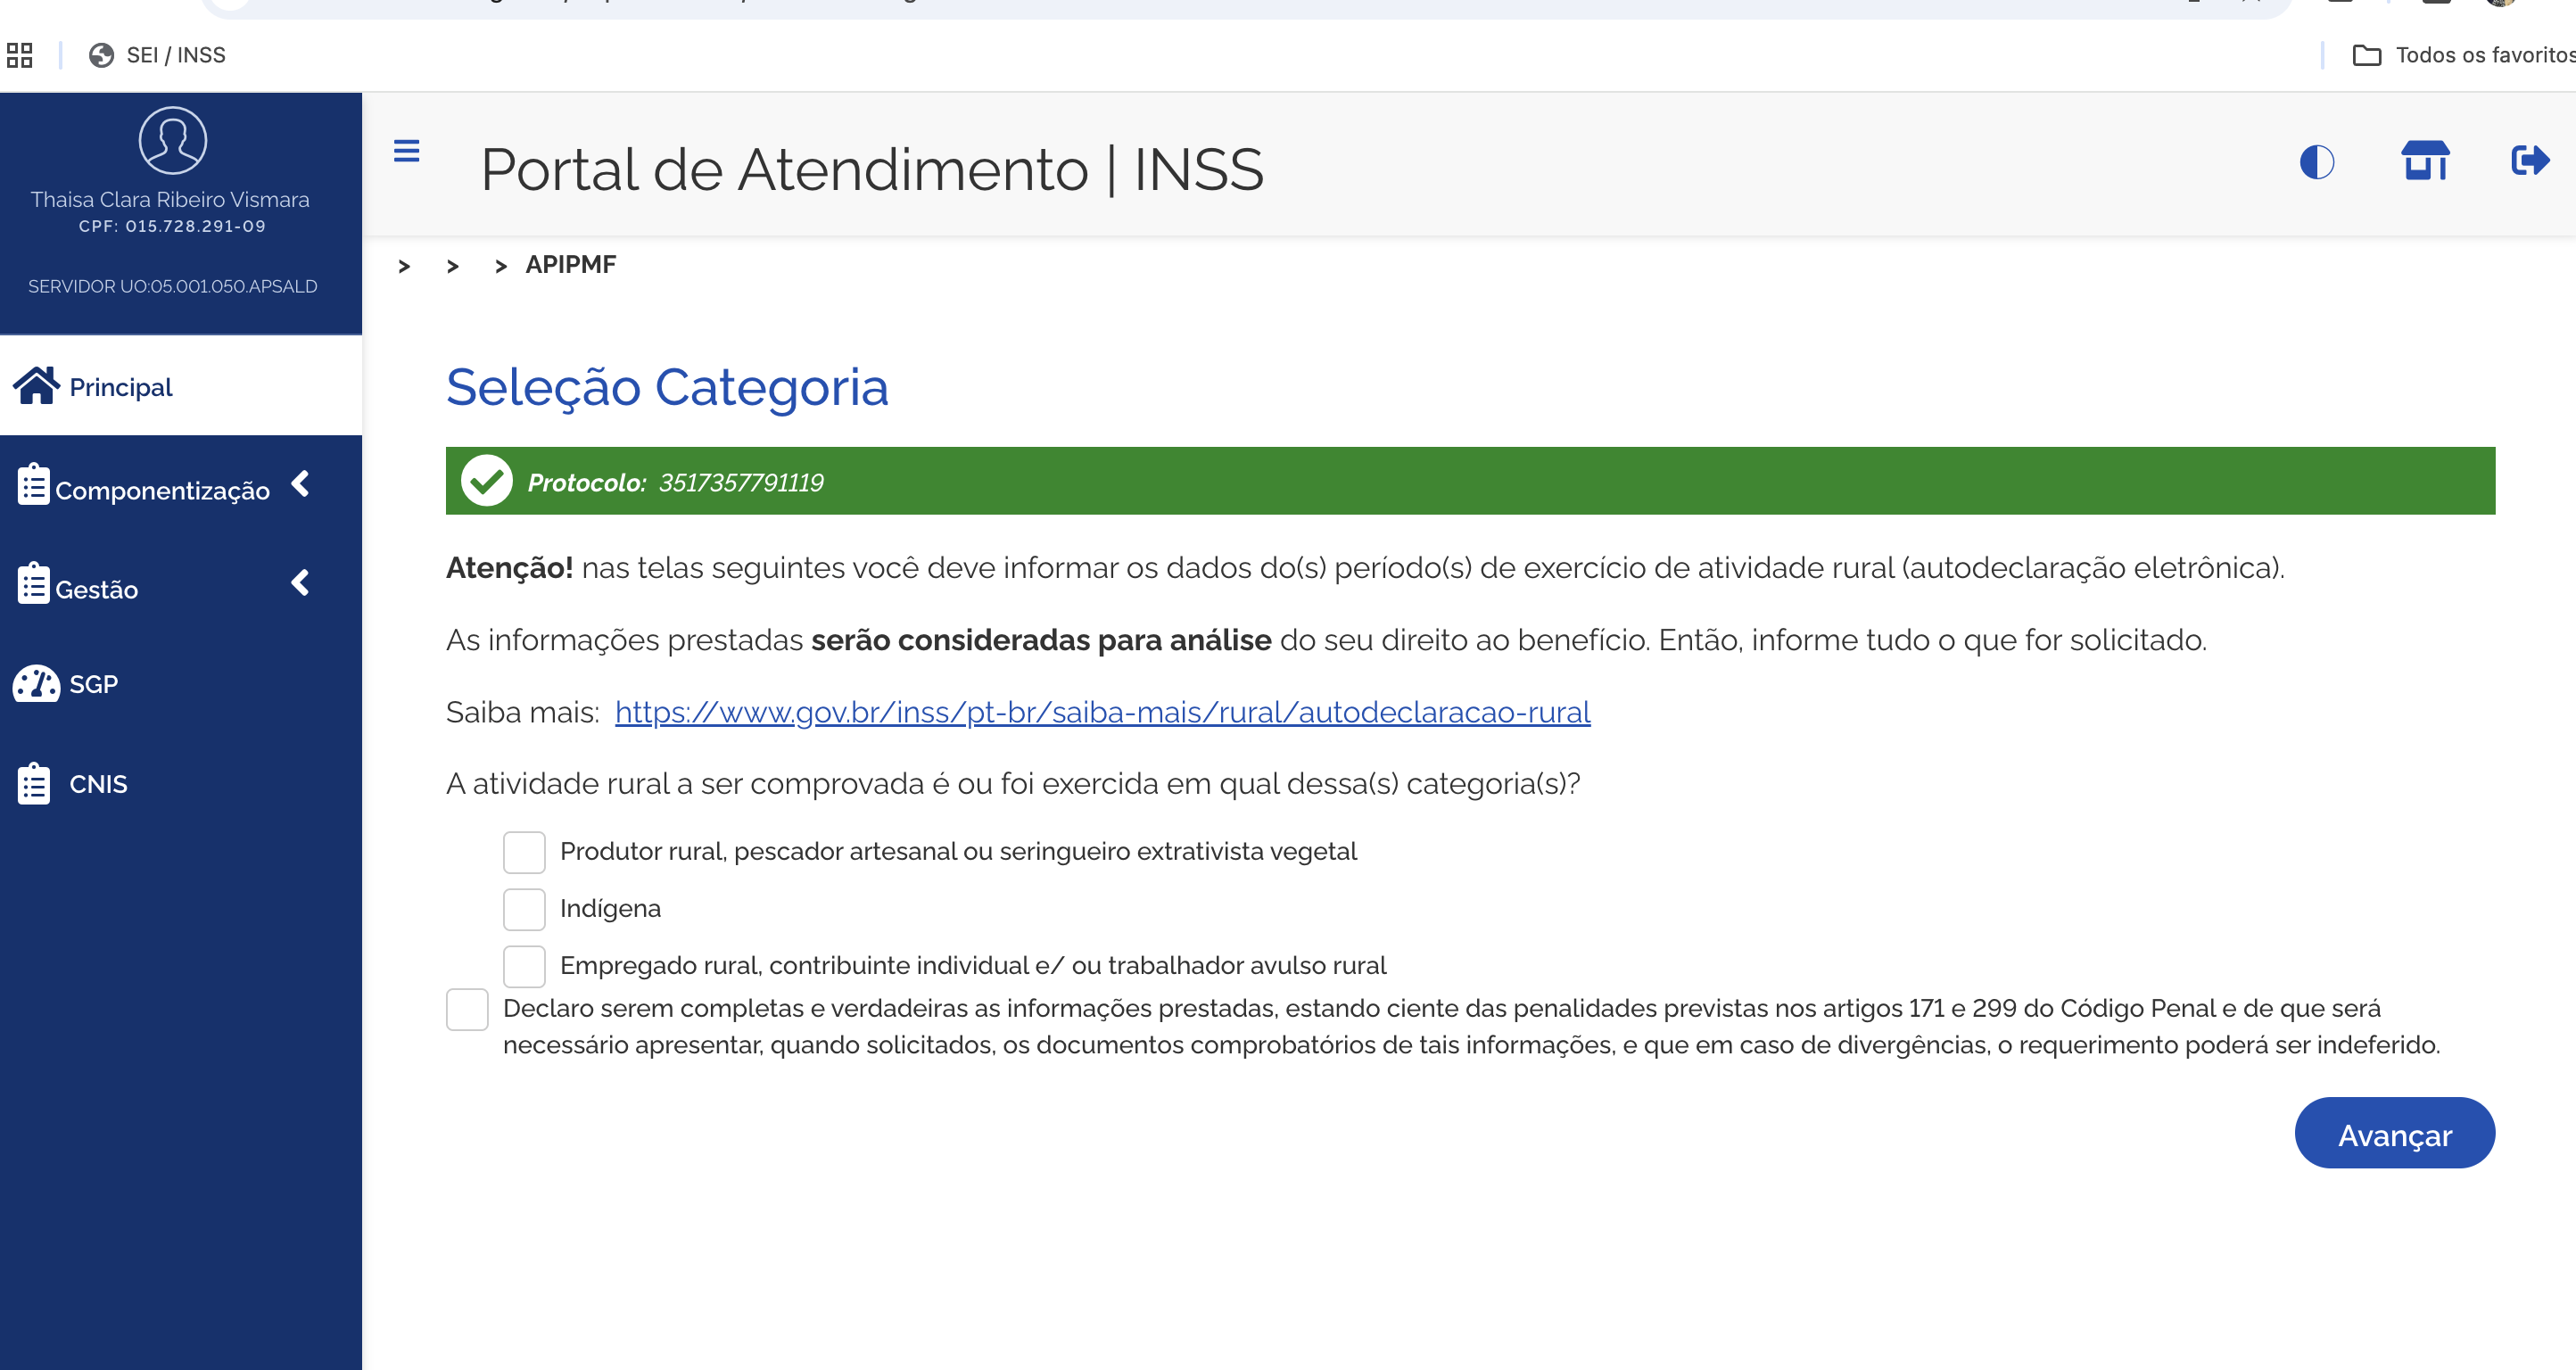 SEI / INSS
Todos os favoritos
Thaisa Clara Ribeiro Vismara
CPF: 015.728.291-09
SERVIDOR UO:05.001.050.APSALD
Principal
Componentização
Gestão
SGP
CNIS
Portal de Atendimento | INSS
> > > APIPMF
Seleção Categoria
Protocolo: 3517357791119
Atenção! nas telas seguintes você deve informar os dados do(s) período(s) de exercício de atividade rural (autodeclaração eletrônica).
As informações prestadas serão consideradas para análise do seu direito ao benefício. Então, informe tudo o que for solicitado.
Saiba mais: https://www.gov.br/inss/pt-br/saiba-mais/rural/autodeclaracao-rural
A atividade rural a ser comprovada é ou foi exercida em qual dessa(s) categoria(s)?
Produtor rural, pescador artesanal ou seringueiro extrativista vegetal
Indígena
Empregado rural, contribuinte individual e/ ou trabalhador avulso rural
Declaro serem completas e verdadeiras as informações prestadas, estando ciente das penalidades previstas nos artigos 171 e 299 do Código Penal e de que será
necessário apresentar, quando solicitados, os documentos comprobatórios de tais informações, e que em caso de divergências, o requerimento poderá ser indeferido.
Avançar